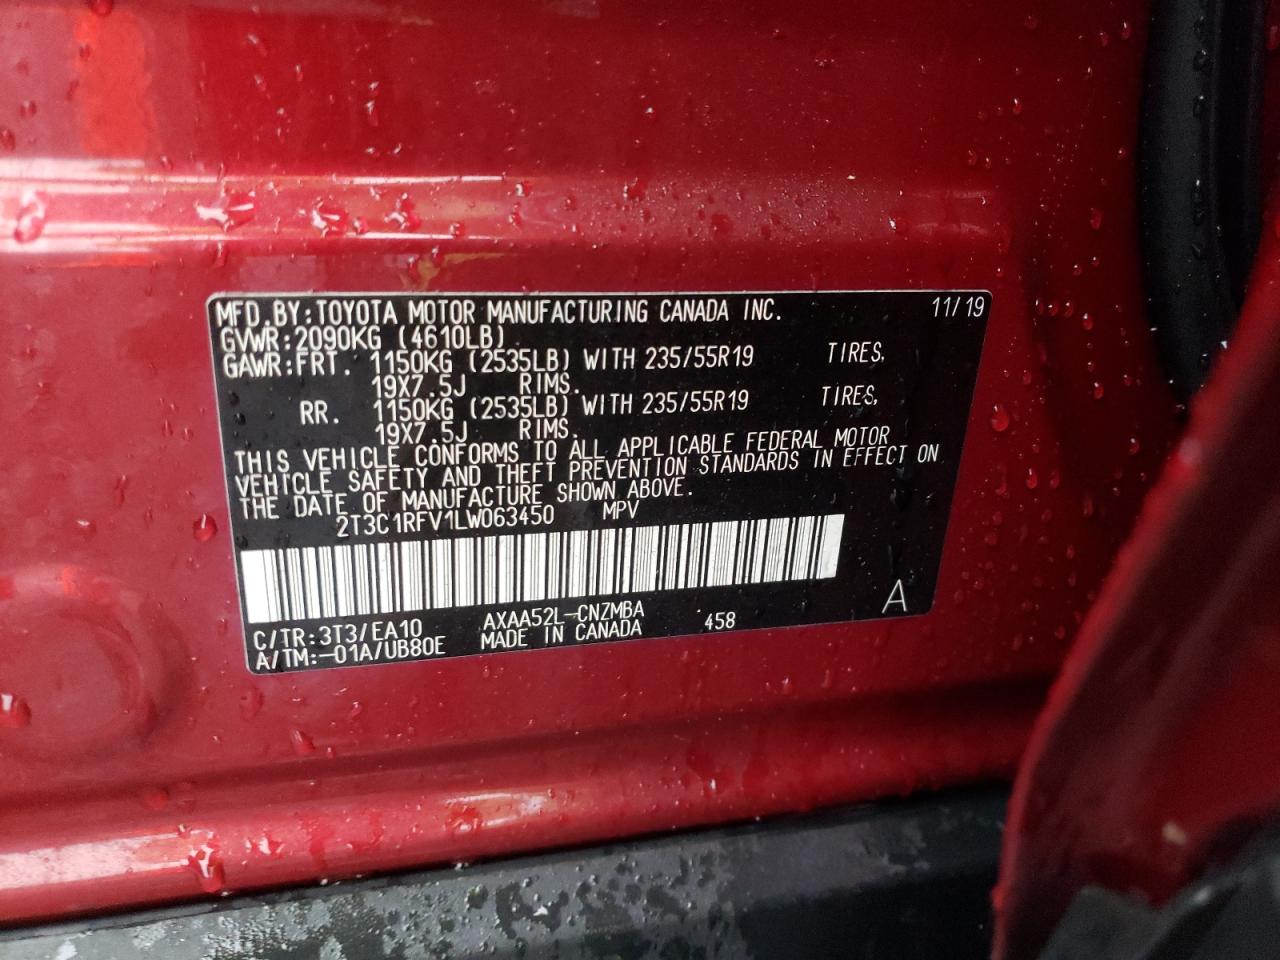 MFD.BY:TOYOTA MOTOR MANUFACTURING CANADA INC. 11/19
GVWR:2090KG (4610LB)
GAWR:FRT. 1150KG (2535LB) WITH 235/55R19 TIRES,
19X7.5J RIMS.
RR. 1150KG (2535LB) WITH 235/55R19 TIRES,
19X7.5J RIMS.
THIS VEHICLE CONFORMS TO ALL APPLICABLE FEDERAL MOTOR
VEHICLE SAFETY AND THEFT PREVENTION STANDARDS IN EFFECT ON
THE DATE OF MANUFACTURE SHOWN ABOVE.
2T3C1RFV1LW063450 MPV
A
C/TR:3T3/EA10 AXAA52L-CNZMBA 458
A/TM:-01A/UB80E MADE IN CANADA